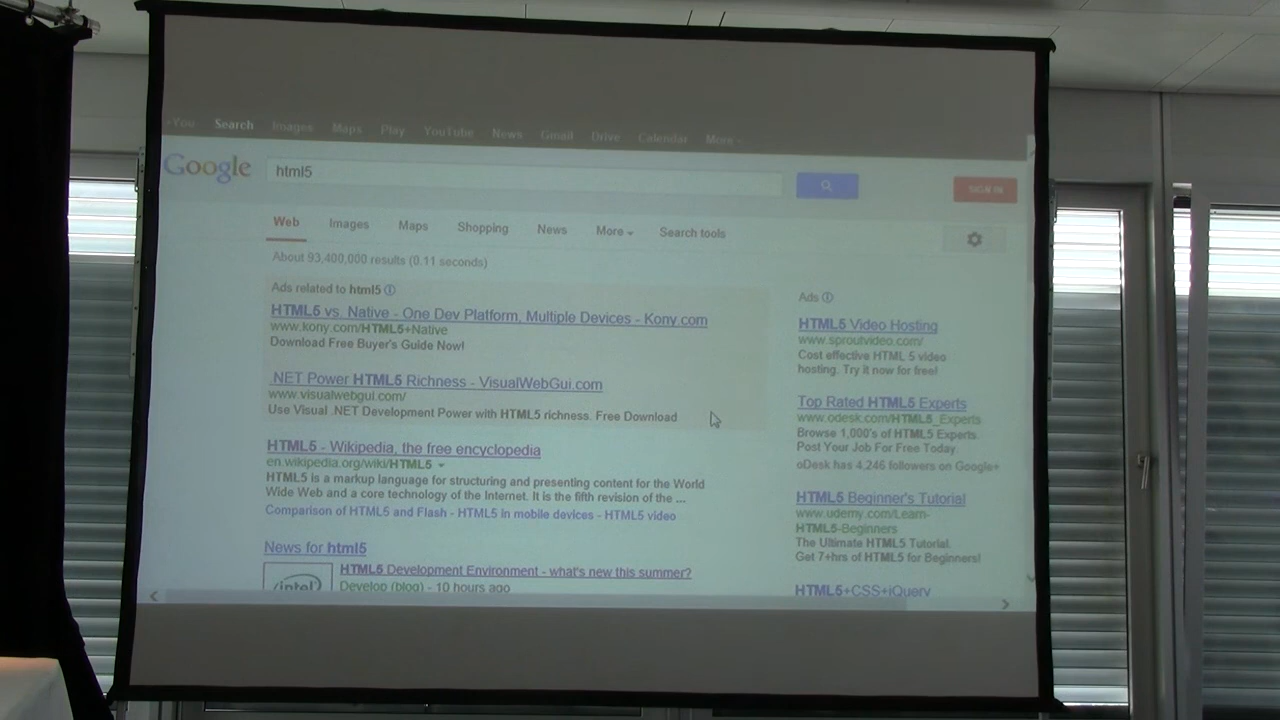 +You Search Images Maps Play YouTube News Gmail Drive Calendar More
Google html5 SIGN IN
Web Images Maps Shopping News More Search tools
About 93,400,000 results (0.11 seconds)
Ads related to html5
HTML5 vs. Native - One Dev Platform, Multiple Devices - Kony.com
www.kony.com/HTML5+Native
Download Free Buyer's Guide Now!
.NET Power HTML5 Richness - VisualWebGui.com
www.visualwebgui.com/
Use Visual .NET Development Power with HTML5 richness. Free Download
HTML5 - Wikipedia, the free encyclopedia
en.wikipedia.org/wiki/HTML5
HTML5 is a markup language for structuring and presenting content for the World
Wide Web and a core technology of the Internet. It is the fifth revision of the ...
Comparison of HTML5 and Flash - HTML5 in mobile devices - HTML5 video
News for html5
HTML5 Development Environment - what's new this summer?
(intel)
Develop (blog) - 10 hours ago
Ads
HTML5 Video Hosting
www.sproutvideo.com/
Cost effective HTML 5 video
hosting. Try it now for free!
Top Rated HTML5 Experts
www.odesk.com/HTML5_Experts
Browse 1,000's of HTML5 Experts.
Post Your Job For Free Today.
oDesk has 4,246 followers on Google+
HTML5 Beginner's Tutorial
www.udemy.com/Learn-
HTML5-Beginners
The Ultimate HTML5 Tutorial.
Get 7+hrs of HTML5 for Beginners!
HTML5+CSS+jQuery